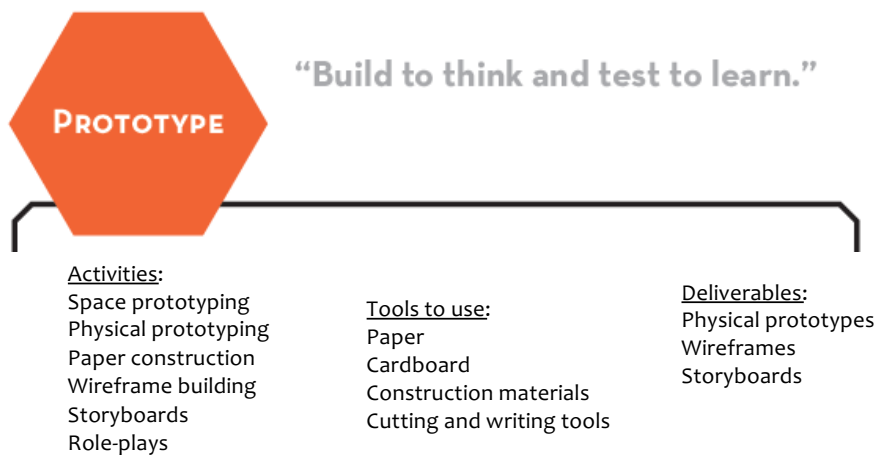 PROTOTYPE
“Build to think and test to learn.”
Activities:
Space prototyping
Physical prototyping
Paper construction
Wireframe building
Storyboards
Role-plays
Tools to use:
Paper
Cardboard
Construction materials
Cutting and writing tools
Deliverables:
Physical prototypes
Wireframes
Storyboards